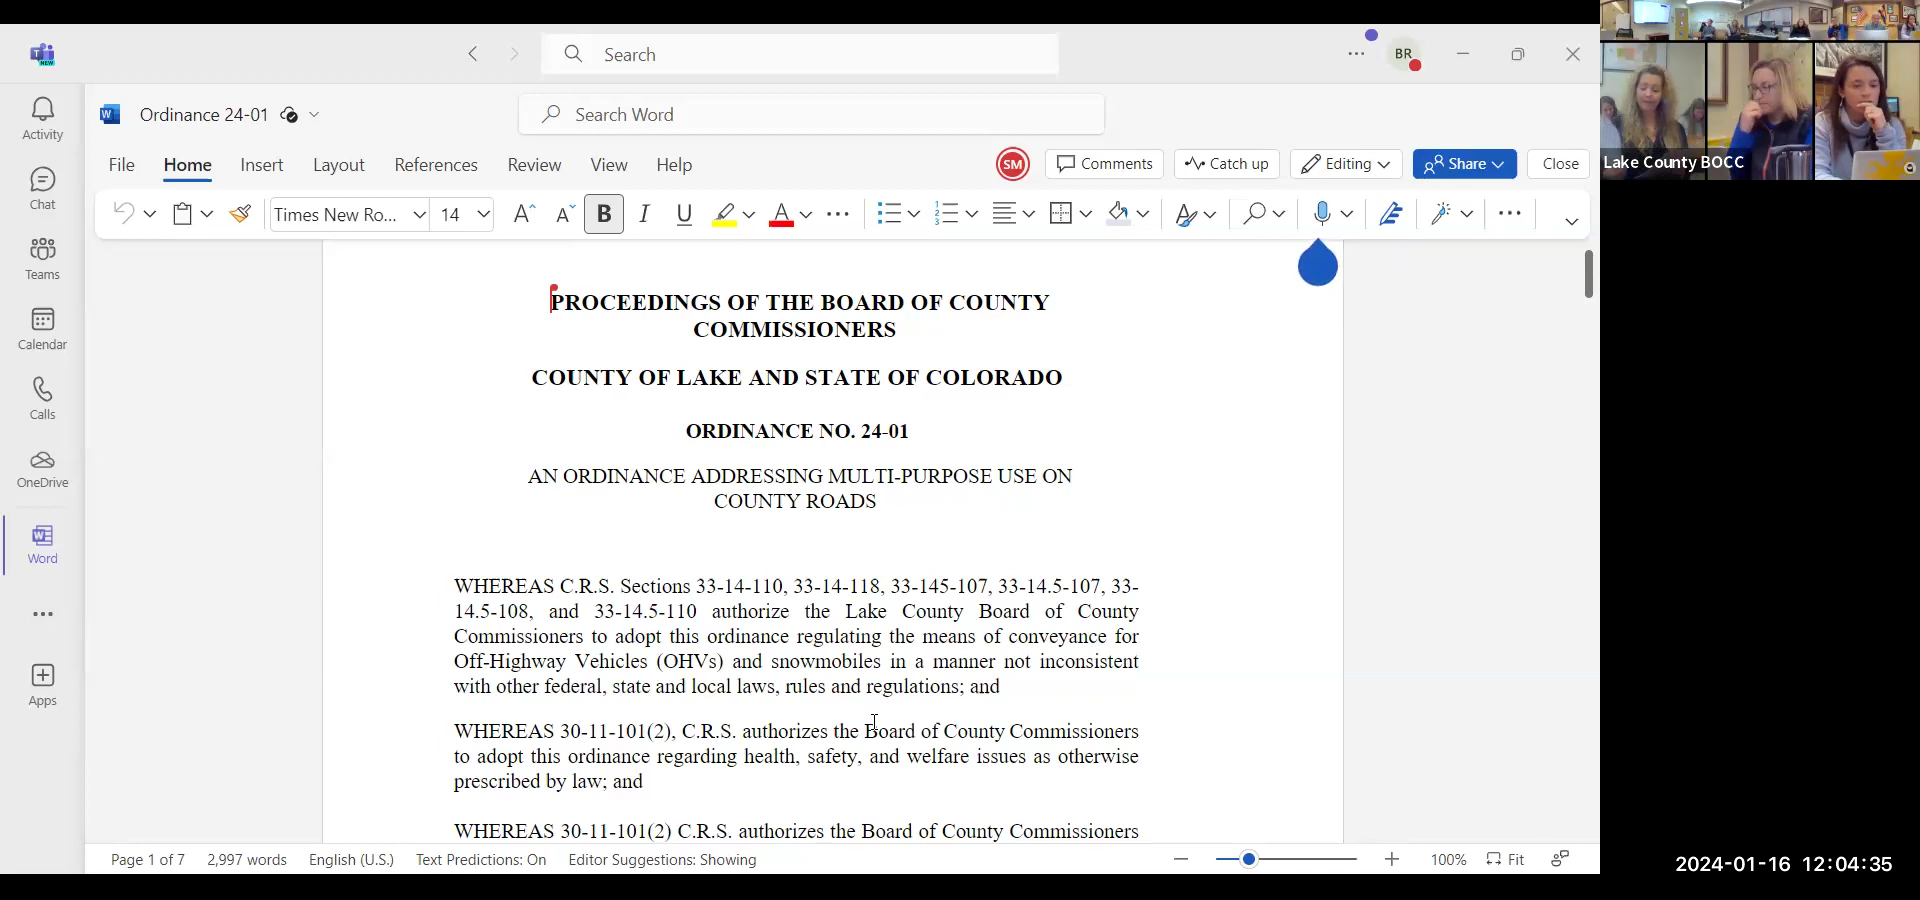 Search
BR
Ordinance 24-01
Search Word
File Home Insert Layout References Review View Help
SM
Comments
Catch up
Editing
Share
Close
Times New Ro...
14
B I U
Activity
Chat
Teams
Calendar
Calls
OneDrive
Word
Apps
PROCEEDINGS OF THE BOARD OF COUNTY
COMMISSIONERS
COUNTY OF LAKE AND STATE OF COLORADO
ORDINANCE NO. 24-01
AN ORDINANCE ADDRESSING MULTI-PURPOSE USE ON
COUNTY ROADS
WHEREAS C.R.S. Sections 33-14-110, 33-14-118, 33-145-107, 33-14.5-107, 33-
14.5-108, and 33-14.5-110 authorize the Lake County Board of County
Commissioners to adopt this ordinance regulating the means of conveyance for
Off-Highway Vehicles (OHVs) and snowmobiles in a manner not inconsistent
with other federal, state and local laws, rules and regulations; and
WHEREAS 30-11-101(2), C.R.S. authorizes the Board of County Commissioners
to adopt this ordinance regarding health, safety, and welfare issues as otherwise
prescribed by law; and
WHEREAS 30-11-101(2) C.R.S. authorizes the Board of County Commissioners
Page 1 of 7 2,997 words English (U.S.) Text Predictions: On Editor Suggestions: Showing
100% Fit
Lake County BOCC
2024-01-16 12:04:35